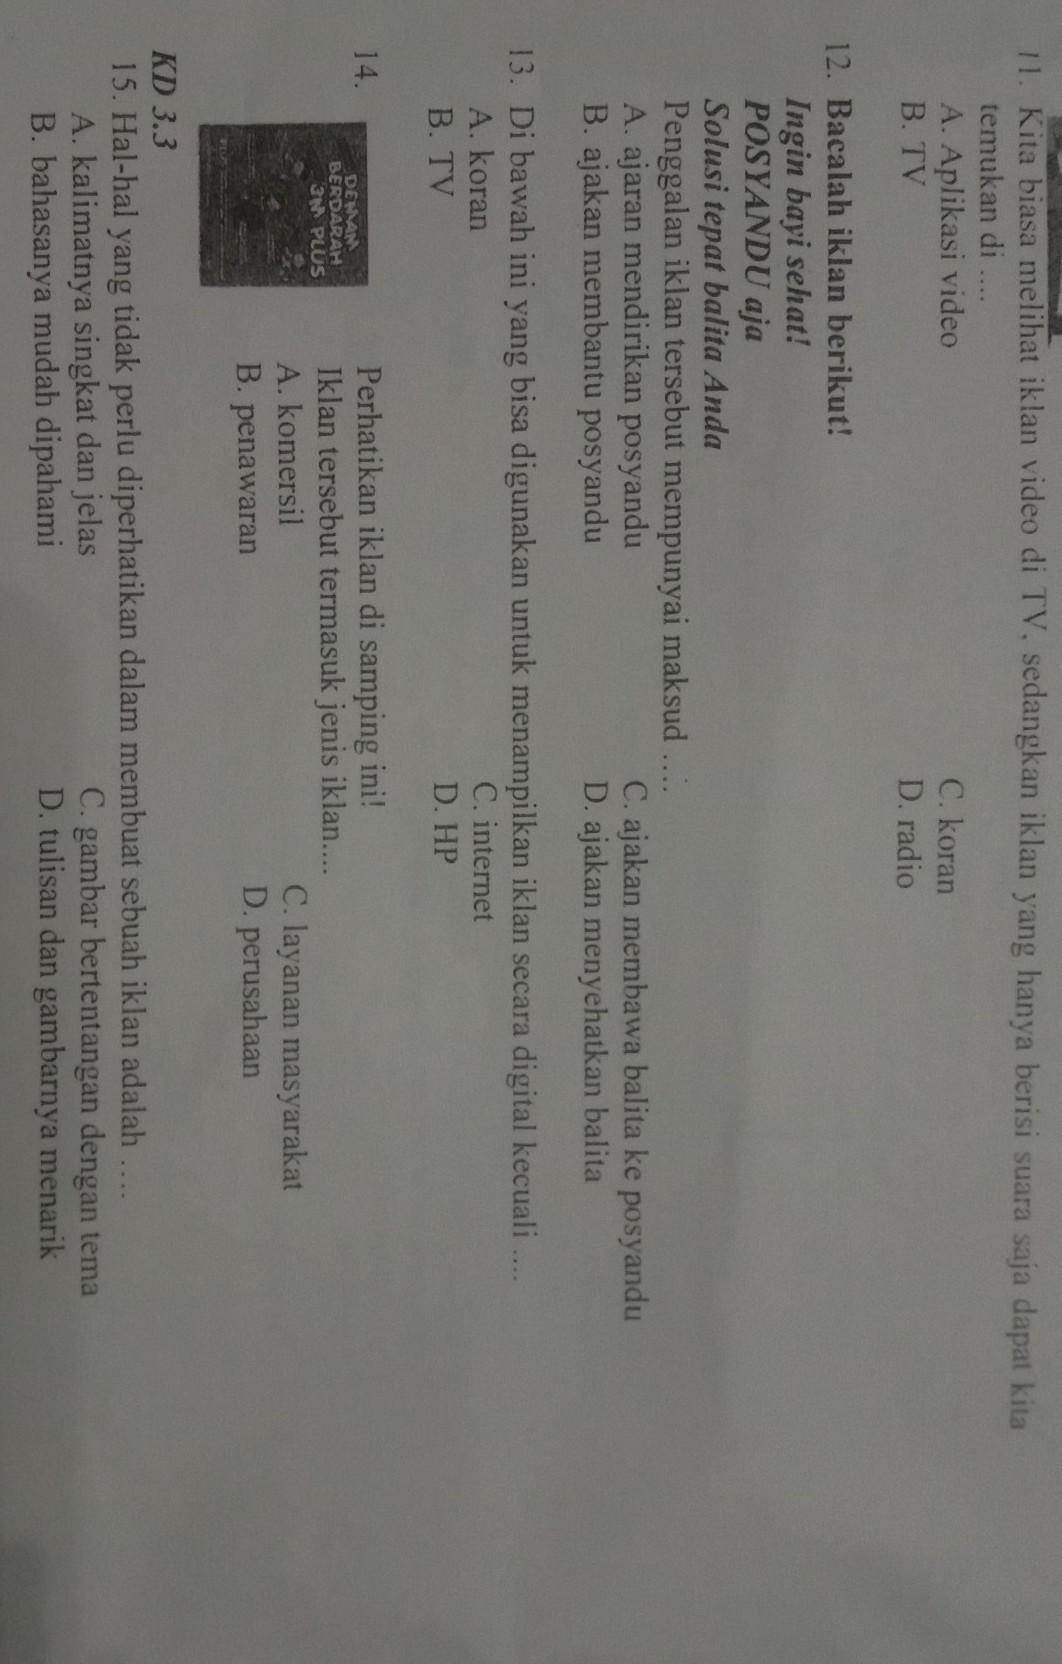 11. Kita biasa melihat iklan video di TV, sedangkan iklan yang hanya berisi suara saja dapat kita
temukan di ....
A. Aplikasi video
C. koran
B. TV
D. radio
12. Bacalah iklan berikut!
Ingin bayi sehat!
POSYANDU aja
Solusi tepat balita Anda
Penggalan iklan tersebut mempunyai maksud ....
A. ajaran mendirikan posyandu
C. ajakan membawa balita ke posyandu
B. ajakan membantu posyandu
D. ajakan menyehatkan balita
13. Di bawah ini yang bisa digunakan untuk menampilkan iklan secara digital kecuali ....
A. koran
C. internet
B. TV
D. HP
14.
DEMAM
BERDARAH
3M PLUS
Perhatikan iklan di samping ini!
Iklan tersebut termasuk jenis iklan....
A. komersil
C. layanan masyarakat
B. penawaran
D. perusahaan
KD 3.3
15. Hal-hal yang tidak perlu diperhatikan dalam membuat sebuah iklan adalah ....
A. kalimatnya singkat dan jelas
C. gambar bertentangan dengan tema
B. bahasanya mudah dipahami
D. tulisan dan gambarnya menarik